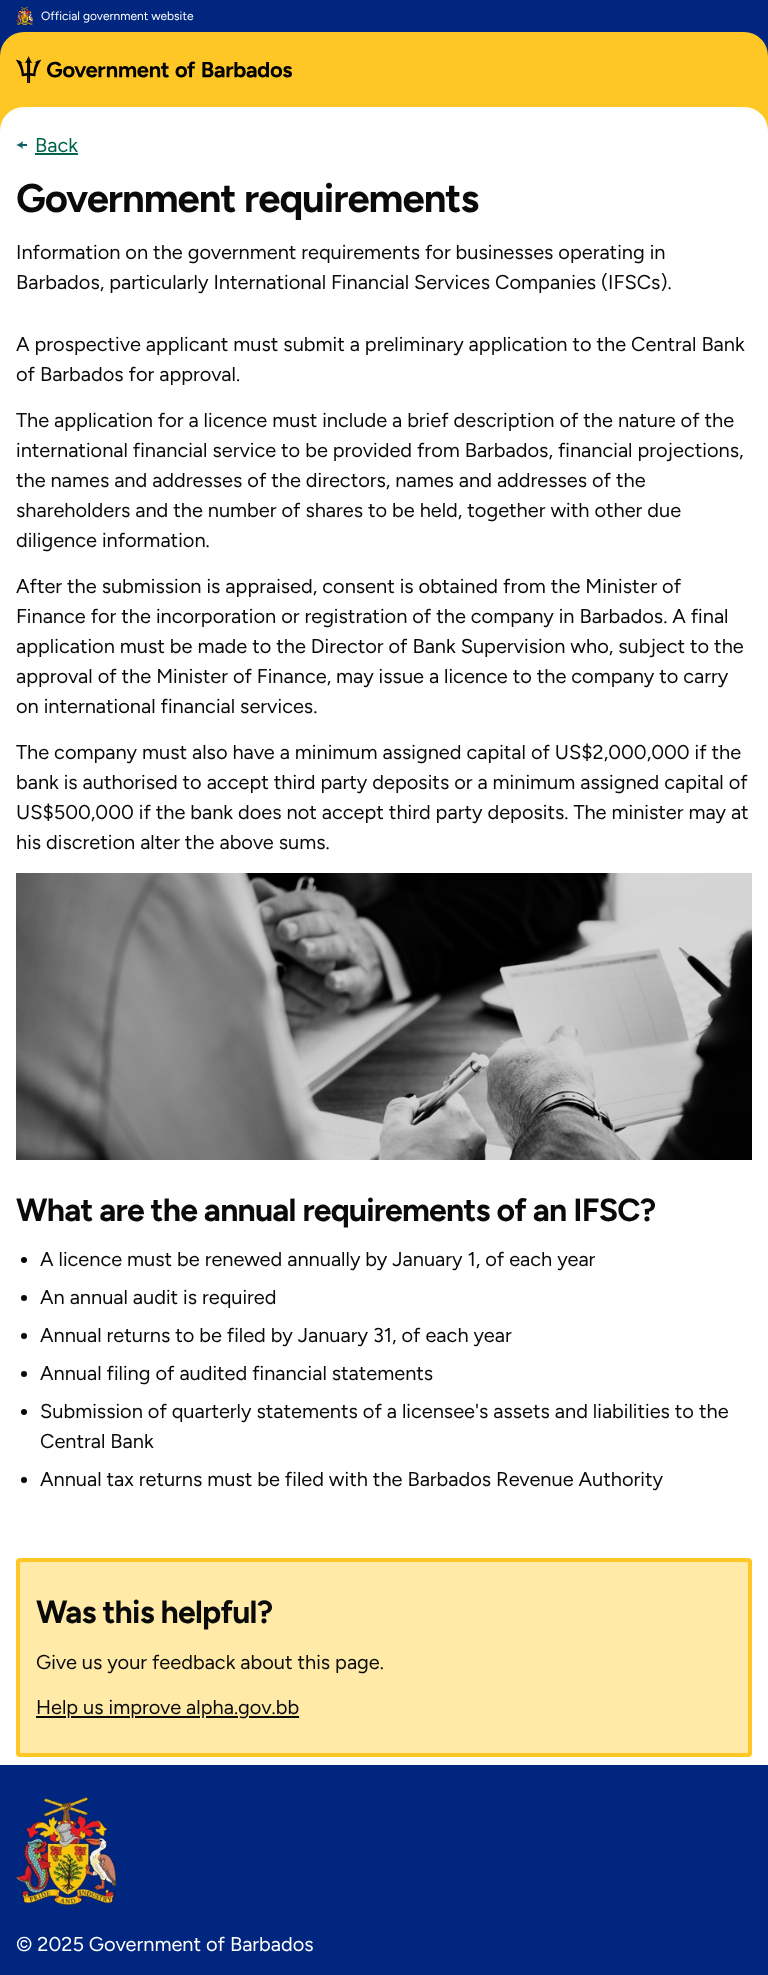 Official government website
Government of Barbados
Back
Government requirements
Information on the government requirements for businesses operating in
Barbados, particularly International Financial Services Companies (IFSCs).
A prospective applicant must submit a preliminary application to the Central Bank
of Barbados for approval.
The application for a licence must include a brief description of the nature of the
international financial service to be provided from Barbados, financial projections,
the names and addresses of the directors, names and addresses of the
shareholders and the number of shares to be held, together with other due
diligence information.
After the submission is appraised, consent is obtained from the Minister of
Finance for the incorporation or registration of the company in Barbados. A final
application must be made to the Director of Bank Supervision who, subject to the
approval of the Minister of Finance, may issue a licence to the company to carry
on international financial services.
The company must also have a minimum assigned capital of US$2,000,000 if the
bank is authorised to accept third party deposits or a minimum assigned capital of
US$500,000 if the bank does not accept third party deposits. The minister may at
his discretion alter the above sums.
What are the annual requirements of an IFSC?
• A licence must be renewed annually by January 1, of each year
• An annual audit is required
• Annual returns to be filed by January 31, of each year
• Annual filing of audited financial statements
• Submission of quarterly statements of a licensee's assets and liabilities to the
Central Bank
• Annual tax returns must be filed with the Barbados Revenue Authority
Was this helpful?
Give us your feedback about this page.
Help us improve alpha.gov.bb
PRIDE AND INDUSTRY
© 2025 Government of Barbados